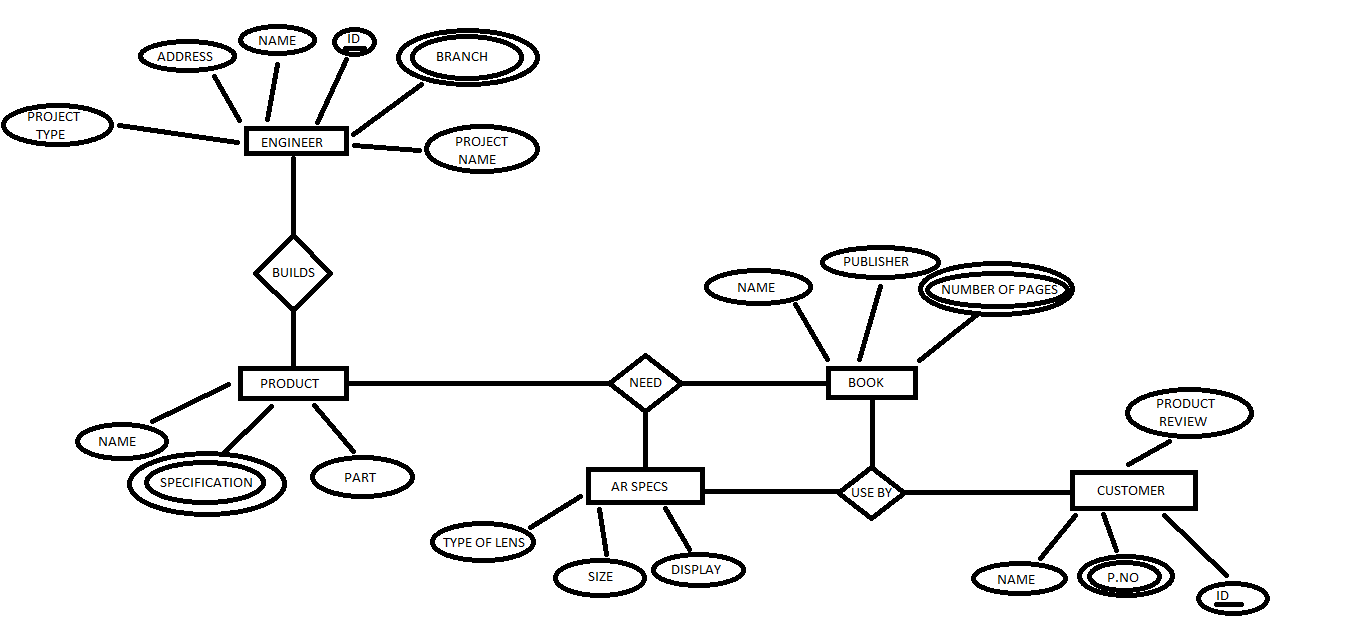 ADDRESS
NAME
ID
BRANCH
PROJECT
TYPE
ENGINEER
PROJECT
NAME
BUILDS
NAME
PUBLISHER
NUMBER OF PAGES
PRODUCT
NEED
BOOK
NAME
SPECIFICATION
PART
AR SPECS
USE BY
CUSTOMER
PRODUCT
REVIEW
TYPE OF LENS
SIZE
DISPLAY
NAME
P.NO
ID